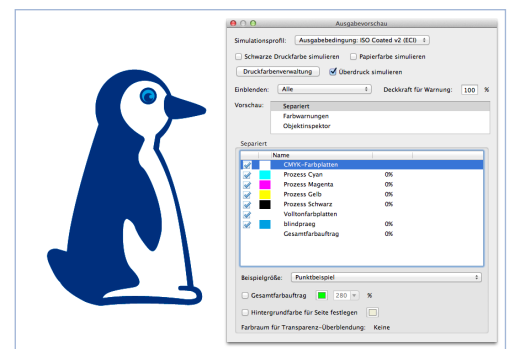 Ausgabevorschau
Simulationsprofil: Ausgabebedingung: ISO Coated v2 (ECI)
Schwarze Druckfarbe simulieren Papierfarbe simulieren
Druckfarbenverwaltung Überdruck simulieren
Einblenden: Alle Deckkraft für Warnung: 100 %
Vorschau: Separiert
Farbwarnungen
Objektinspektor
Separiert
Name
CMYK-Farbplatten
Prozess Cyan 0%
Prozess Magenta 0%
Prozess Gelb 0%
Prozess Schwarz 0%
Volltonfarbplatten
blindpraeg 0%
Gesamtfarbauftrag 0%
Beispielgröße: Punktbeispiel
Gesamtfarbauftrag 280 %
Hintergrundfarbe für Seite festlegen
Farbraum für Transparenz-Überblendung: Keine